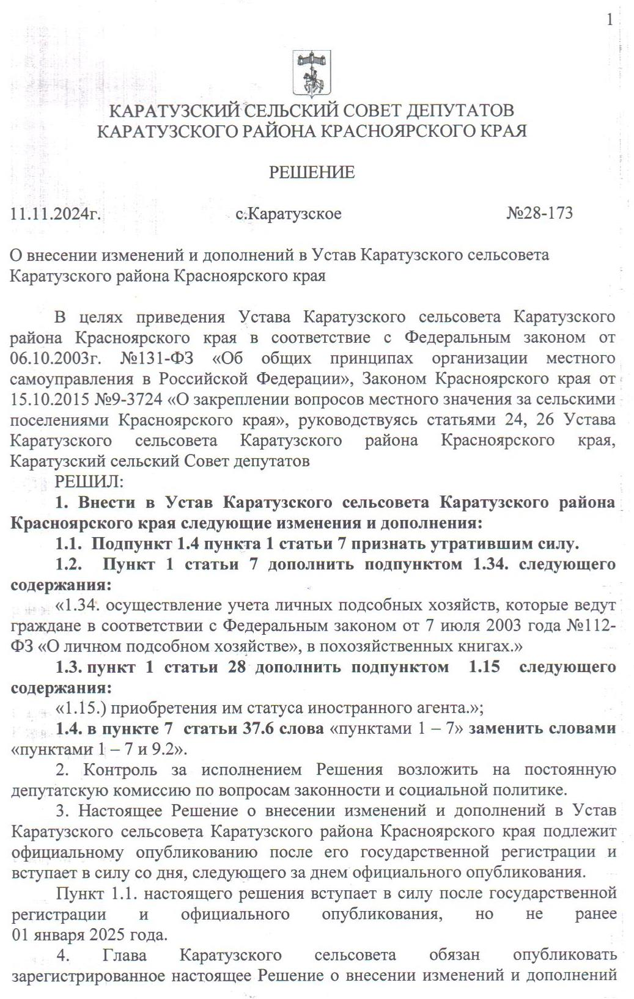 1
КАРАТУЗСКИЙ СЕЛЬСКИЙ СОВЕТ ДЕПУТАТОВ
КАРАТУЗСКОГО РАЙОНА КРАСНОЯРСКОГО КРАЯ
РЕШЕНИЕ
11.11.2024г. с.Каратузское №28-173
О внесении изменений и дополнений в Устав Каратузского сельсовета
Каратузского района Красноярского края
В целях приведения Устава Каратузского сельсовета Каратузского
района Красноярского края в соответствие с Федеральным законом от
06.10.2003г. №131-ФЗ «Об общих принципах организации местного
самоуправления в Российской Федерации», Законом Красноярского края от
15.10.2015 №9-3724 «О закреплении вопросов местного значения за сельскими
поселениями Красноярского края», руководствуясь статьями 24, 26 Устава
Каратузского сельсовета Каратузского района Красноярского края,
Каратузский сельский Совет депутатов
РЕШИЛ:
1. Внести в Устав Каратузского сельсовета Каратузского района
Красноярского края следующие изменения и дополнения:
1.1. Подпункт 1.4 пункта 1 статьи 7 признать утратившим силу.
1.2. Пункт 1 статьи 7 дополнить подпунктом 1.34. следующего
содержания:
«1.34. осуществление учета личных подсобных хозяйств, которые ведут
граждане в соответствии с Федеральным законом от 7 июля 2003 года №112-
ФЗ «О личном подсобном хозяйстве», в похозяйственных книгах.»
1.3. пункт 1 статьи 28 дополнить подпунктом 1.15 следующего
содержания:
«1.15.) приобретения им статуса иностранного агента.»;
1.4. в пункте 7 статьи 37.6 слова «пунктами 1 – 7» заменить словами
«пунктами 1 – 7 и 9.2».
2. Контроль за исполнением Решения возложить на постоянную
депутатскую комиссию по вопросам законности и социальной политике.
3. Настоящее Решение о внесении изменений и дополнений в Устав
Каратузского сельсовета Каратузского района Красноярского края подлежит
официальному опубликованию после его государственной регистрации и
вступает в силу со дня, следующего за днем официального опубликования.
Пункт 1.1. настоящего решения вступает в силу после государственной
регистрации и официального опубликования, но не ранее
01 января 2025 года.
4. Глава Каратузского сельсовета обязан опубликовать
зарегистрированное настоящее Решение о внесении изменений и дополнений